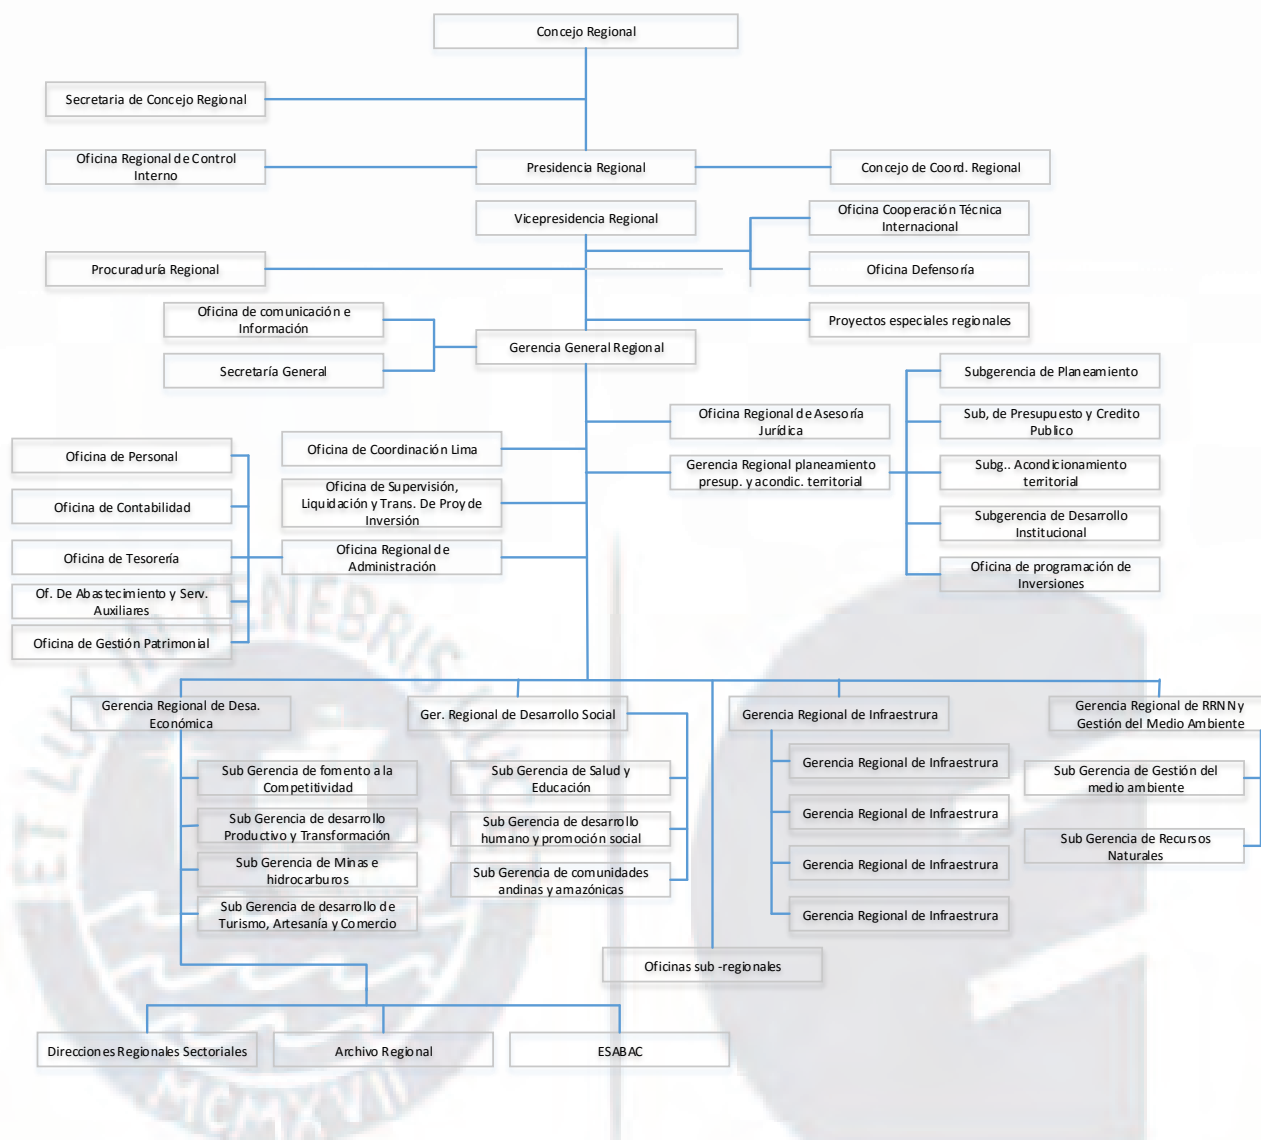 Concejo Regional
Secretaria de Concejo Regional
Oficina Regional de Control
Interno
Presidencia Regional
Concejo de Coord. Regional
Vicepresidencia Regional
Oficina Cooperación Técnica
Internacional
Procuraduría Regional
Oficina Defensoría
Oficina de comunicación e
Información
Proyectos especiales regionales
Gerencia General Regional
Secretaría General
Subgerencia de Planeamiento
Oficina Regional de Asesoría
Jurídica
Sub, de Presupuesto y Credito
Publico
Oficina de Personal
Oficina de Coordinación Lima
Gerencia Regional planeamiento
presup. y acondic. territorial
Subg.. Acondicionamiento
territorial
Oficina de Contabilidad
Oficina de Supervisión,
Liquidación y Trans. De Proy de
Inversión
Subgerencia de Desarrollo
Institucional
Oficina de Tesorería
Oficina Regional de
Administración
Oficina de programación de
Inversiones
Of. De Abastecimiento y Serv.
Auxiliares
Oficina de Gestión Patrimonial
Gerencia Regional de Desa.
Económica
Ger. Regional de Desarrollo Social
Gerencia Regional de Infraestrura
Gerencia Regional de RRNN y
Gestión del Medio Ambiente
Sub Gerencia de fomento a la
Competitividad
Sub Gerencia de Salud y
Educación
Gerencia Regional de Infraestrura
Sub Gerencia de Gestión del
medio ambiente
Sub Gerencia de desarrollo
Productivo y Transformación
Sub Gerencia de desarrollo
humano y promoción social
Gerencia Regional de Infraestrura
Sub Gerencia de Recursos
Naturales
Sub Gerencia de Minas e
hidrocarburos
Sub Gerencia de comunidades
andinas y amazónicas
Gerencia Regional de Infraestrura
Sub Gerencia de desarrollo de
Turismo, Artesanía y Comercio
Gerencia Regional de Infraestrura
Oficinas sub -regionales
Direcciones Regionales Sectoriales
Archivo Regional
ESABAC
ET LUX IN TENEBRIS LUCET
MCMXVII